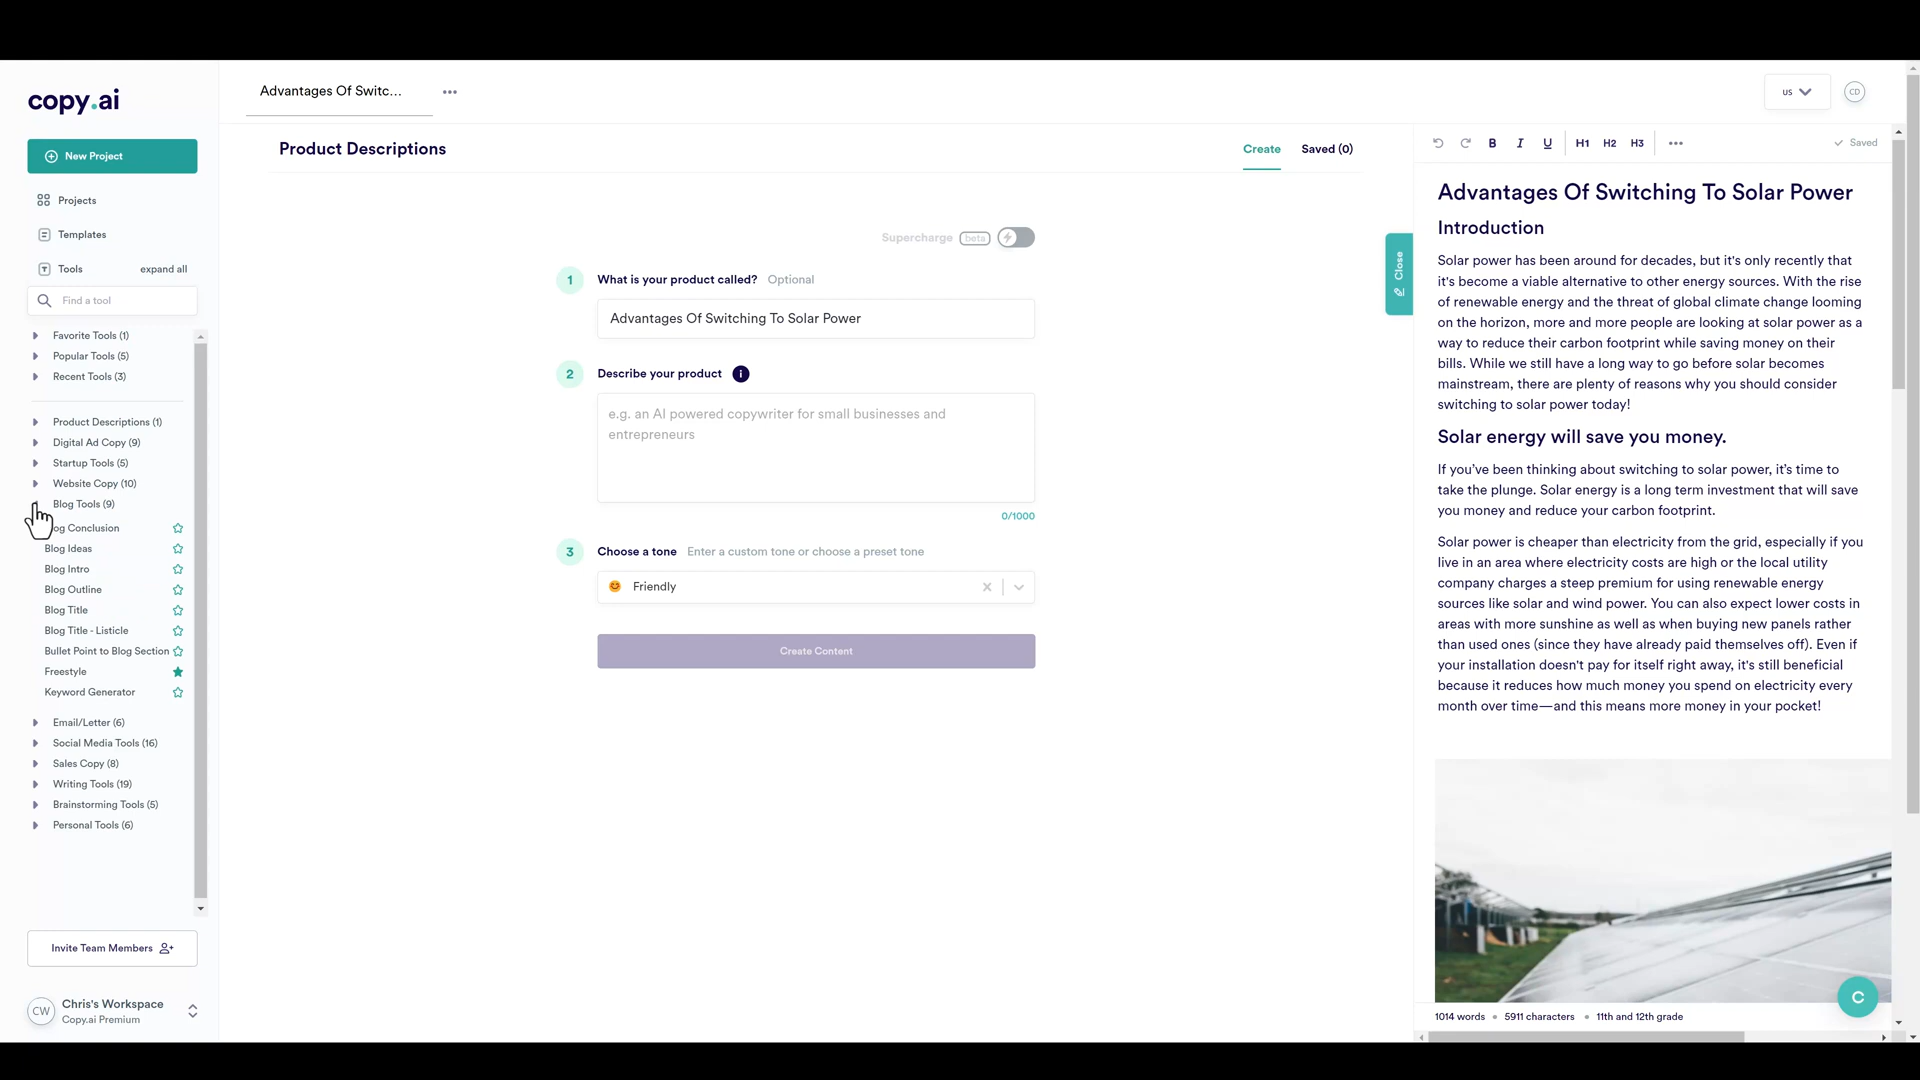 copy.ai
New Project
Projects
Templates
Tools
expand all
Find a tool
Favorite Tools (1)
Popular Tools (5)
Recent Tools (3)
Product Descriptions (1)
Digital Ad Copy (9)
Startup Tools (5)
Website Copy (10)
Blog Tools (9)
og Conclusion
Blog Ideas
Blog Intro
Blog Outline
Blog Title
Blog Title - Listicle
Bullet Point to Blog Section
Freestyle
Keyword Generator
Email/Letter (6)
Social Media Tools (16)
Sales Copy (8)
Writing Tools (19)
Brainstorming Tools (5)
Personal Tools (6)
Invite Team Members
CW
Chris's Workspace
Copy.ai Premium
Advantages Of Switc...
US
CD
Product Descriptions
Create
Saved (0)
Supercharge beta
1 What is your product called? Optional
Advantages Of Switching To Solar Power
2 Describe your product i
e.g. an AI powered copywriter for small businesses and
entrepreneurs
0/1000
3 Choose a tone Enter a custom tone or choose a preset tone
Friendly
Create Content
Close
B I U H1 H2 H3
Saved
Advantages Of Switching To Solar Power
Introduction
Solar power has been around for decades, but it's only recently that
it's become a viable alternative to other energy sources. With the rise
of renewable energy and the threat of global climate change looming
on the horizon, more and more people are looking at solar power as a
way to reduce their carbon footprint while saving money on their
bills. While we still have a long way to go before solar becomes
mainstream, there are plenty of reasons why you should consider
switching to solar power today!
Solar energy will save you money.
If you've been thinking about switching to solar power, it's time to
take the plunge. Solar energy is a long term investment that will save
you money and reduce your carbon footprint.
Solar power is cheaper than electricity from the grid, especially if you
live in an area where electricity costs are high or the local utility
company charges a steep premium for using renewable energy
sources like solar and wind power. You can also expect lower costs in
areas with more sunshine as well as when buying new panels rather
than used ones (since they have already paid themselves off). Even if
your installation doesn't pay for itself right away, it's still beneficial
because it reduces how much money you spend on electricity every
month over time—and this means more money in your pocket!
C
1014 words • 5911 characters • 11th and 12th grade